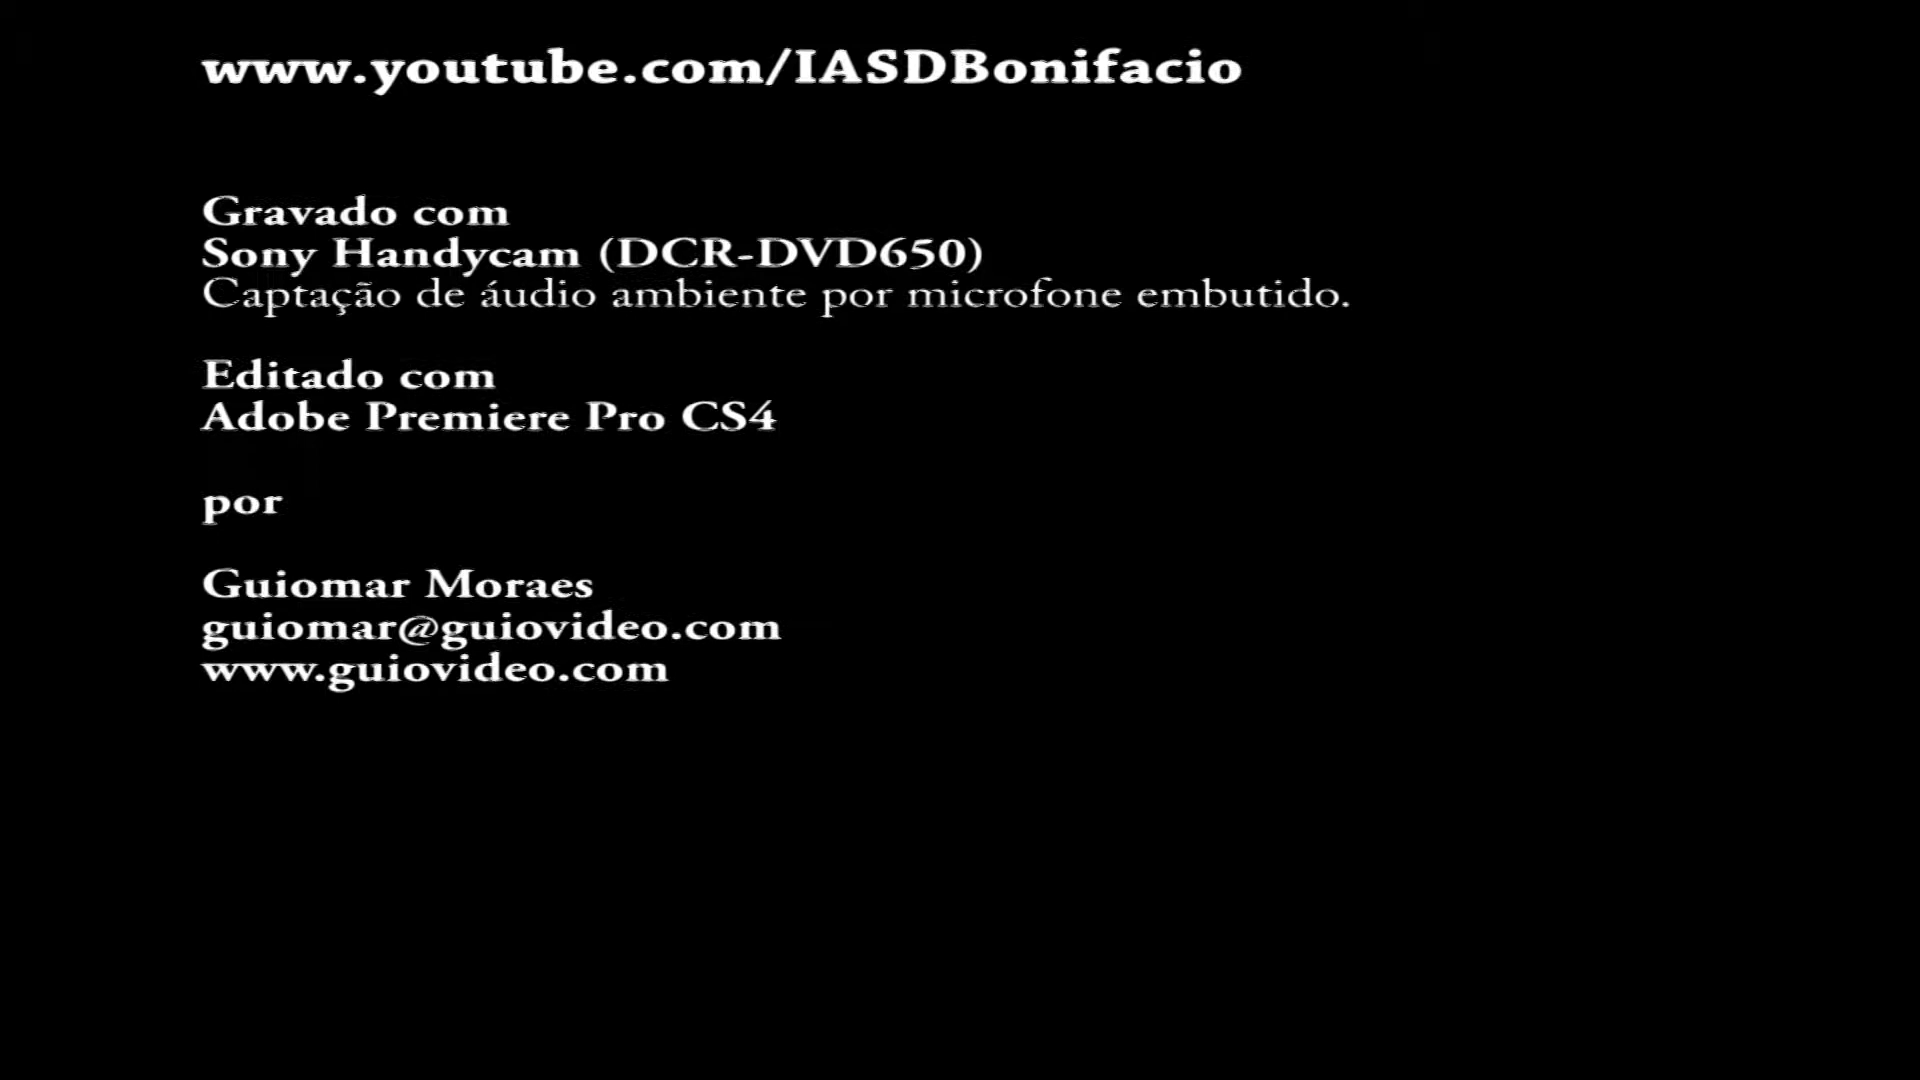 www.youtube.com/IASDBonifacio
Gravado com
Sony Handycam (DCR-DVD650)
Captação de áudio ambiente por microfone embutido.
Editado com
Adobe Premiere Pro CS4
por
Guiomar Moraes
guiomar@guiovideo.com
www.guiovideo.com